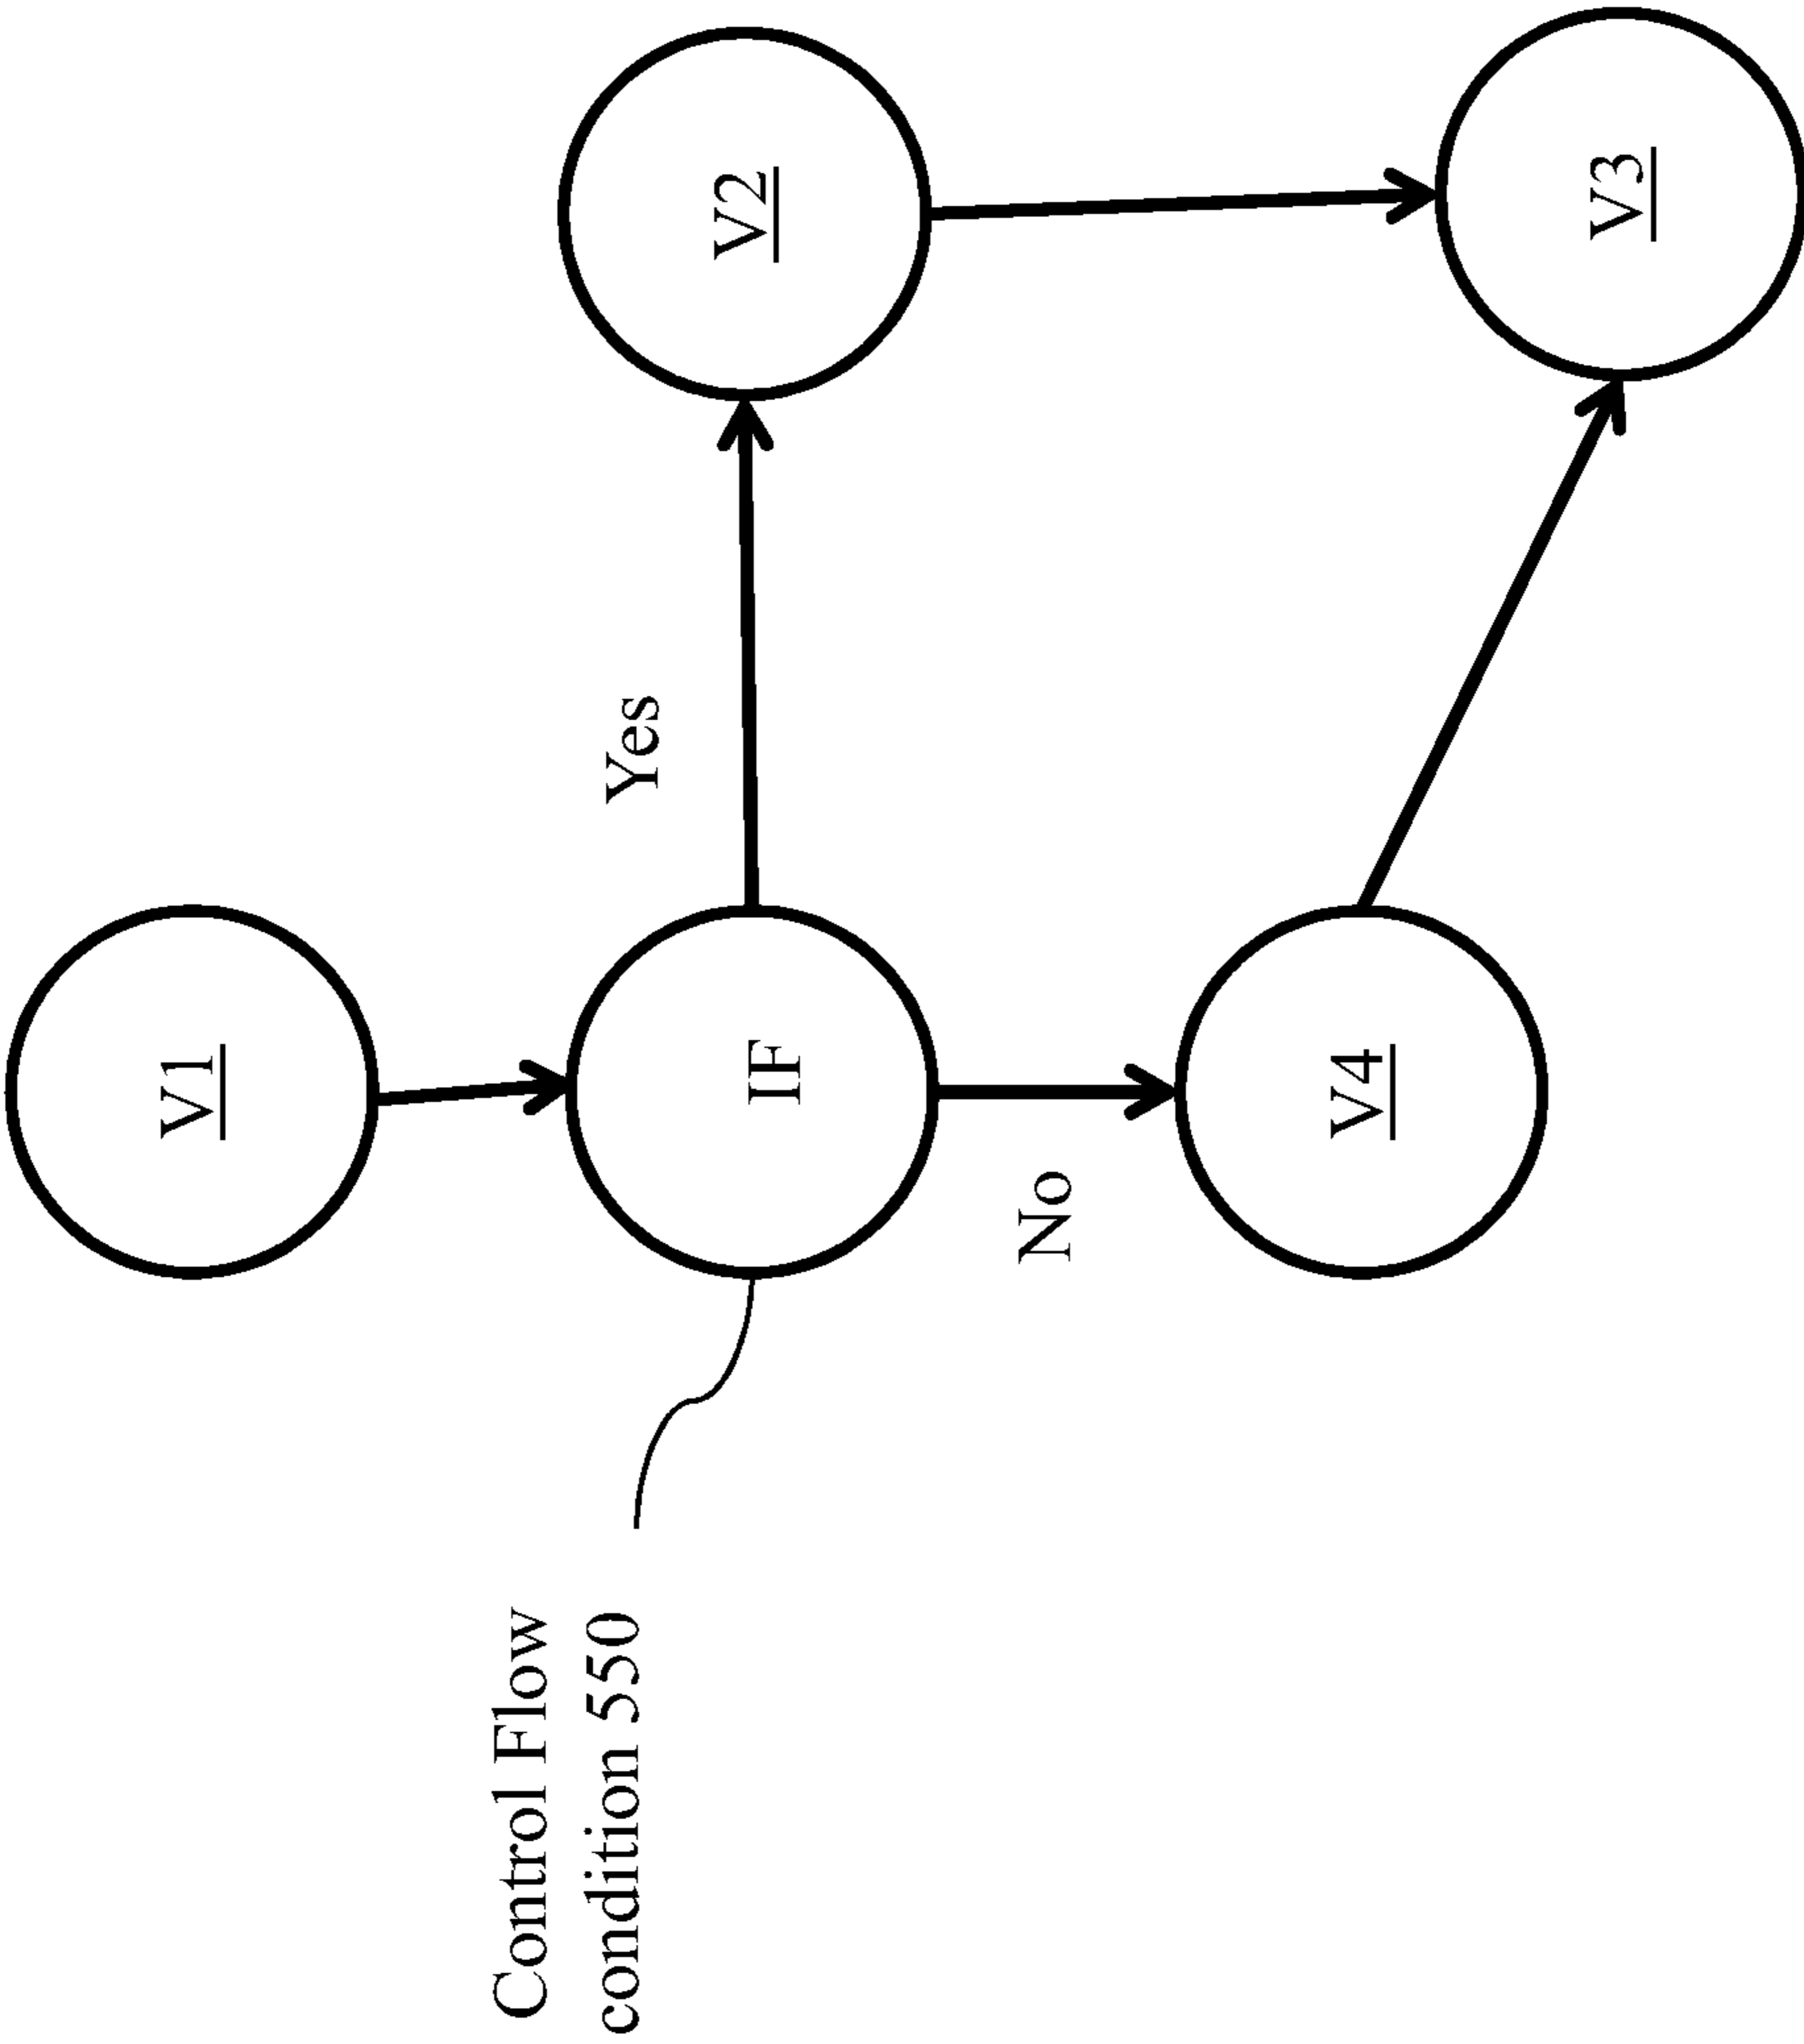 Control Flow
condition 550
V1
IF
Yes
No
V2
V4
V3